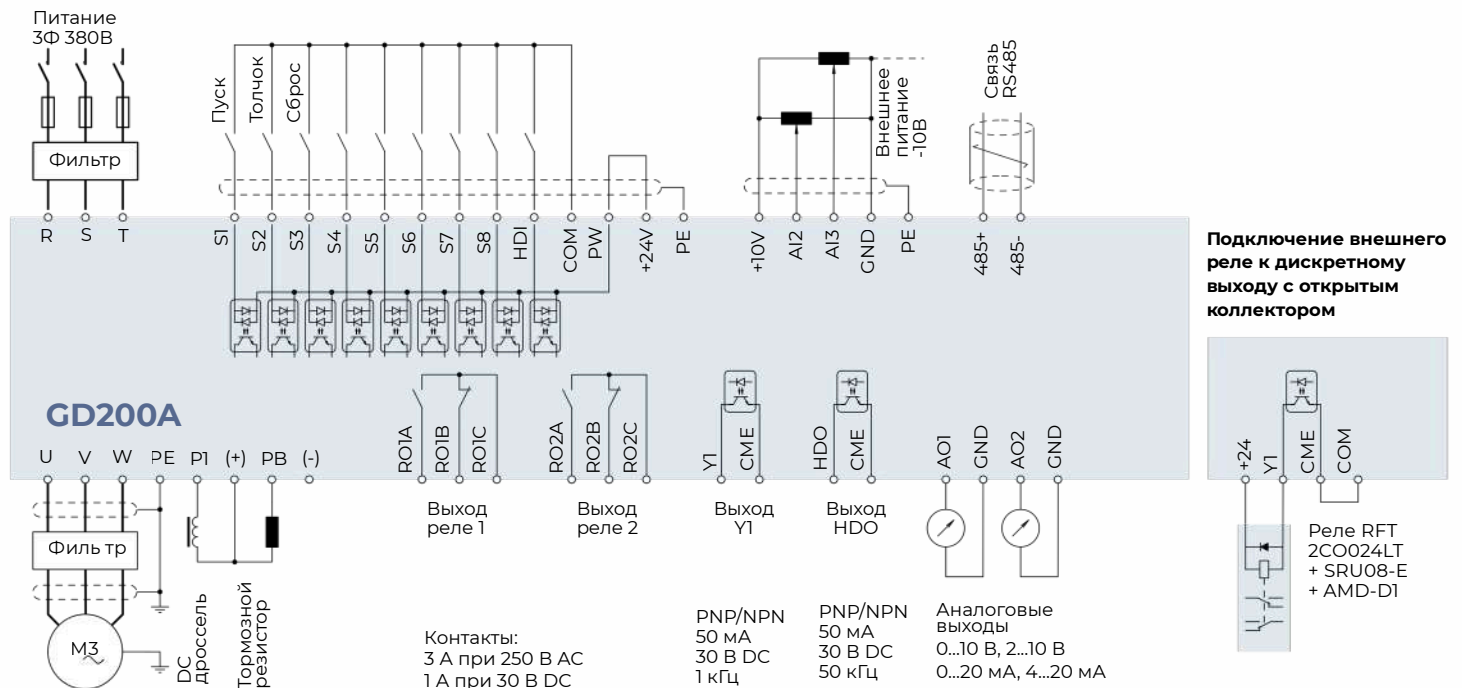 Питание
3Ф 380В
Фильтр
R
S
T
Пуск
Толчок
Сброс
S1
S2
S3
S4
S5
S6
S7
S8
HDI
COM
PW
+24V
PE
Внешнее
питание
-10В
+10V
AI2
AI3
GND
PE
Связь
RS485
485+
485-
Подключение внешнего
реле к дискретному
выходу с открытым
коллектором
GD200A
U
V
W
PE
P1
(+)
PB
(-)
RO1A
RO1B
RO1C
RO2A
RO2B
RO2C
Y1
CME
HDO
CME
AO1
GND
AO2
GND
+24
Y1
CME
COM
Филь тр
М3
DC
дроссель
Тормозной
резистор
Выход
реле 1
Выход
реле 2
Выход
Y1
Выход
HDO
Контакты:
3 А при 250 В AC
1 А при 30 В DC
PNP/NPN
50 мА
30 В DC
1 кГц
PNP/NPN
50 мА
30 В DC
50 кГц
Аналоговые
выходы
0...10 В, 2...10 В
0...20 мА, 4...20 мА
Реле RFT
2CO024LT
+ SRU08-E
+ AMD-D1